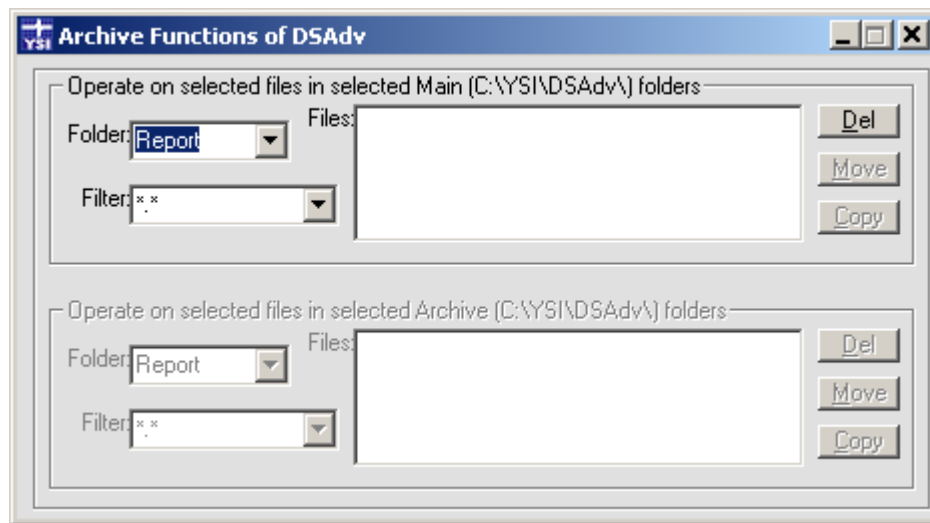 YSI Archive Functions of DSAdv
Operate on selected files in selected Main (C:\YSI\DSAdv\) folders
Folder: Report Files: Del
Move
Filter: *.* Copy
Operate on selected files in selected Archive (C:\YSI\DSAdv\) folders
Folder: Report Files: Del
Move
Filter: *.* Copy